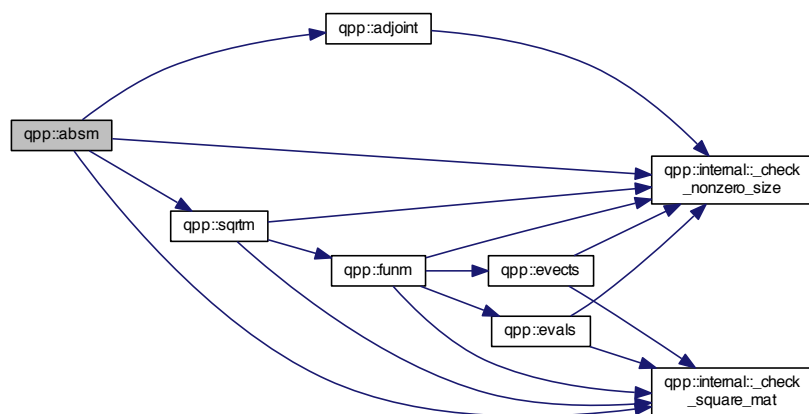 qpp::adjoint
qpp::absm
qpp::internal::_check
_nonzero_size
qpp::sqrtm
qpp::funm
qpp::evects
qpp::evals
qpp::internal::_check
_square_mat